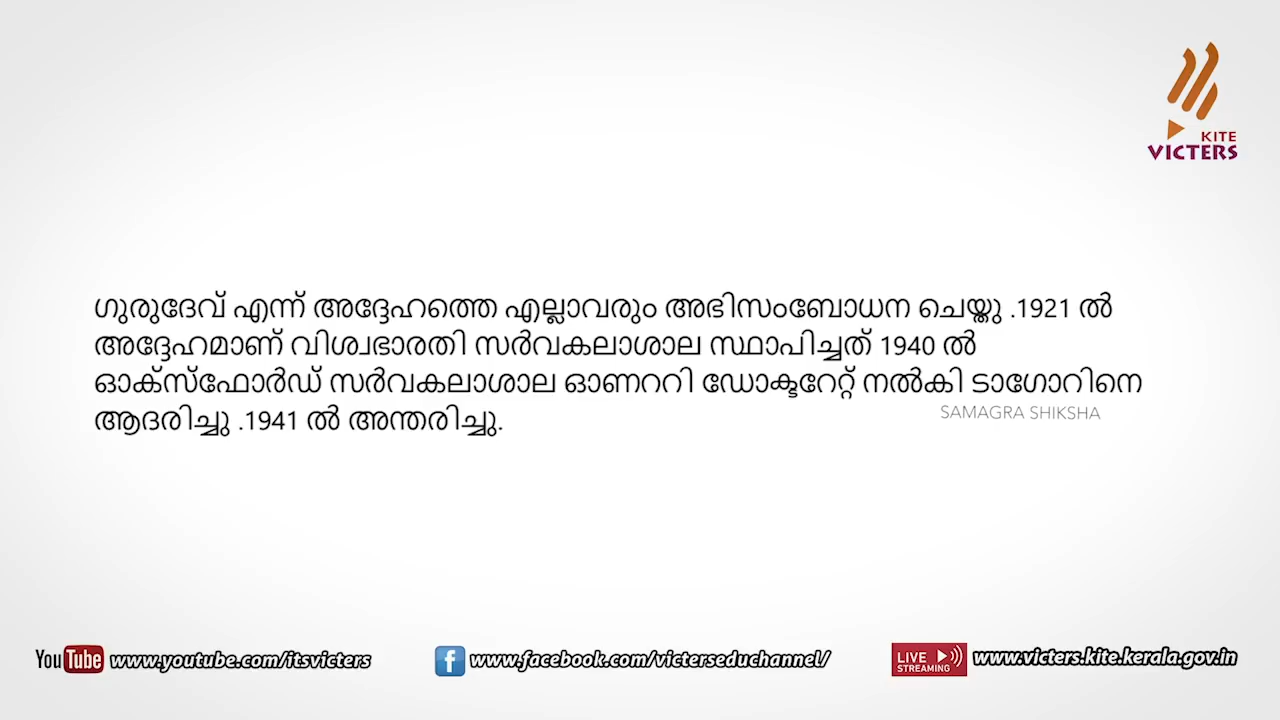 KITE
VICTERS
ഗുരുദേവ് എന്ന് അദ്ദേഹത്തെ എല്ലാവരും അഭിസംബോധന ചെയ്തു .1921 ൽ
അദ്ദേഹമാണ് വിശ്വഭാരതി സർവകലാശാല സ്ഥാപിച്ചത് 1940 ൽ
ഓക്സ്ഫോർഡ് സർവകലാശാല ഓണററി ഡോക്ടറേറ്റ് നൽകി ടാഗോറിനെ
ആദരിച്ചു .1941 ൽ അന്തരിച്ചു.
SAMAGRA SHIKSHA
YouTube www.youtube.com/itsvicters
f www.facebook.com/victerseduchannel/
LIVE STREAMING www.victers.kite.kerala.gov.in